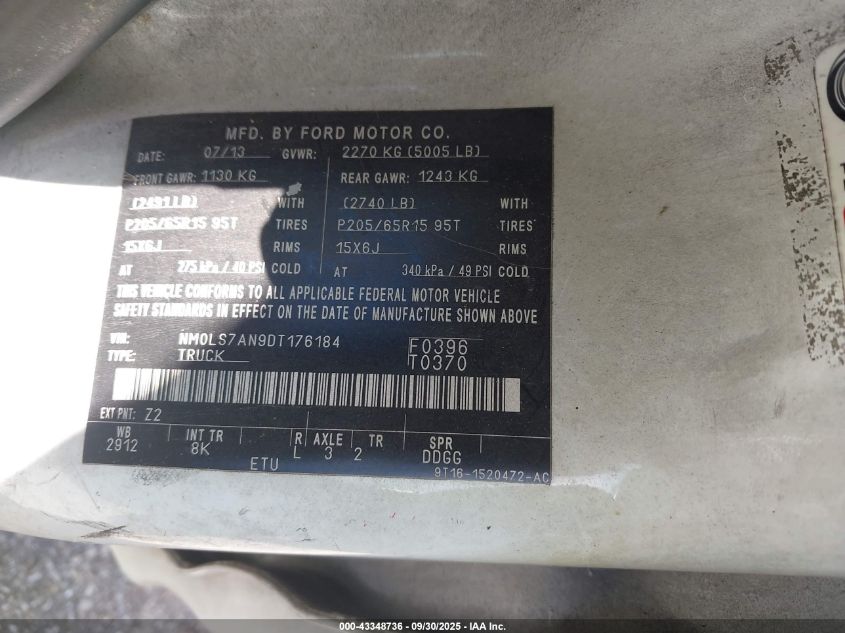 MFD. BY FORD MOTOR CO.
DATE: 07/13 GVWR: 2270 KG (5005 LB)
FRONT GAWR: 1130 KG REAR GAWR: 1243 KG
(2491 LB) WITH (2740 LB) WITH
P205/65R15 95T TIRES P205/65R15 95T TIRES
15X6J RIMS 15X6J RIMS
AT 275 kPa / 40 PSI COLD AT 340 kPa / 49 PSI COLD
THIS VEHICLE CONFORMS TO ALL APPLICABLE FEDERAL MOTOR VEHICLE
SAFETY STANDARDS IN EFFECT ON THE DATE OF MANUFACTURE SHOWN ABOVE
VIN: NM0LS7AN9DT176184 F0396
TYPE: TRUCK T0370
EXT PNT: Z2
WB INT TR R AXLE TR SPR
2912 8K L 3 2 DDGG
ETU 9T16-1520472-AC
000-43348736 - 09/30/2025 - IAA Inc.